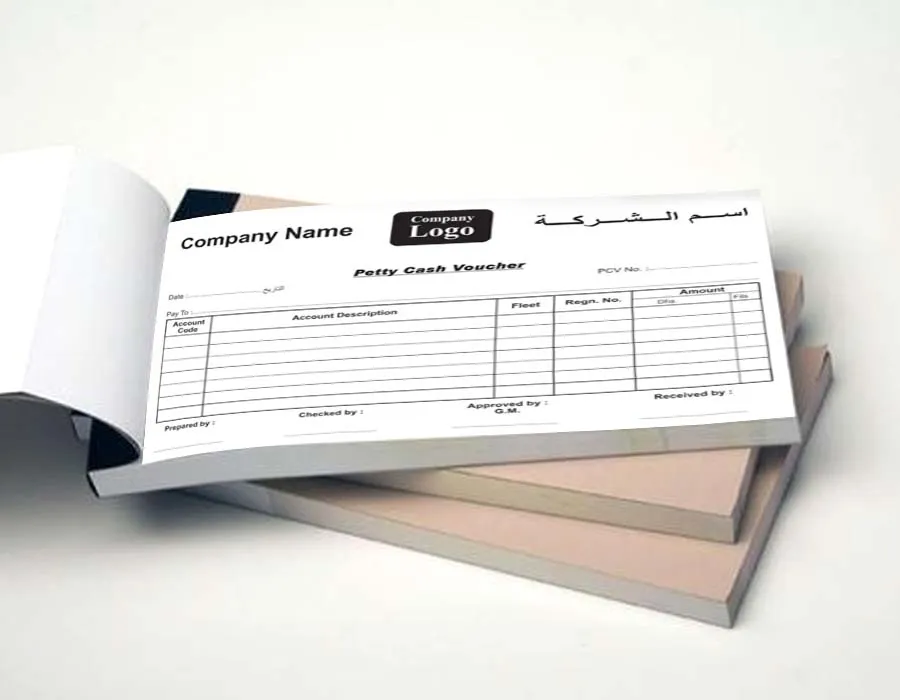 Company Name
Company
Logo
اسم الشركة
Petty Cash Voucher
PCV No. :
Date :
التاريخ
Pay To :
Account
Code
Account Description
Fleet
Regn. No.
Amount
Dhs.
Fils
Prepared by :
Checked by :
Approved by :
G.M.
Received by :